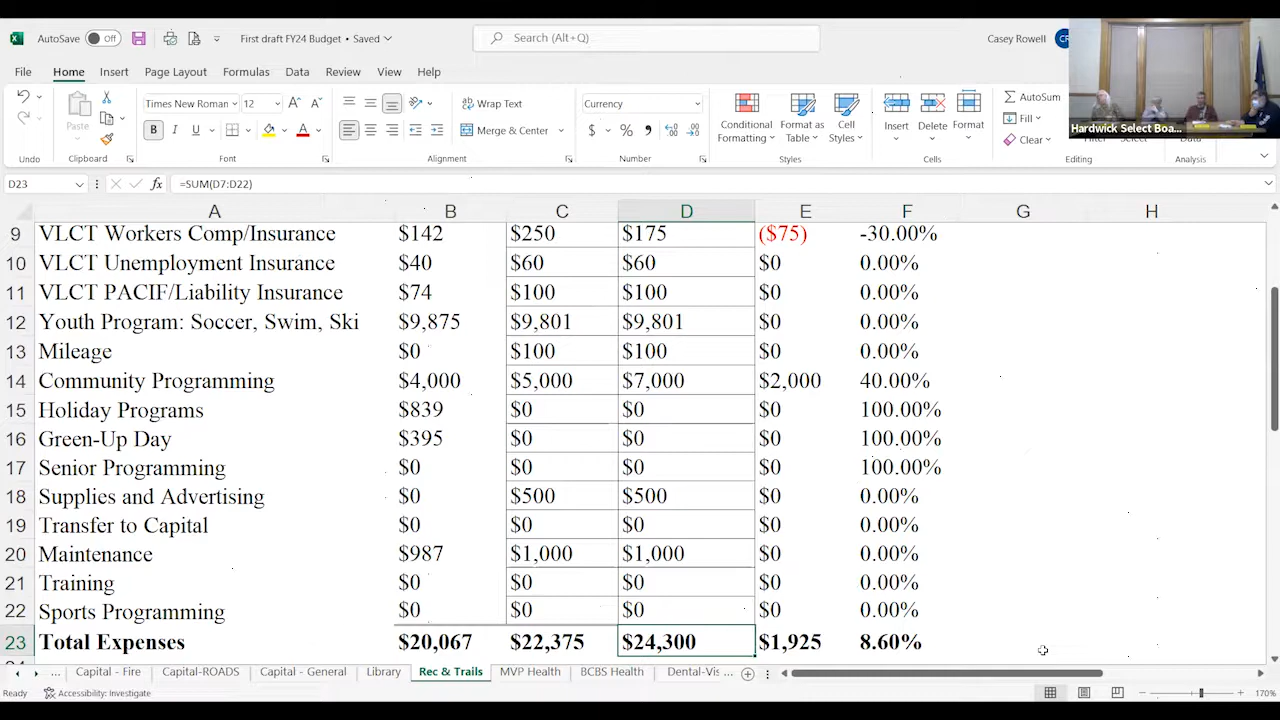 AutoSave Off First draft FY24 Budget • Saved Search (Alt+Q) Casey Rowell CR
File Home Insert Page Layout Formulas Data Review View Help
Times New Roman 12 Wrap Text Currency AutoSum
Paste B I U A Merge & Center $ % Conditional Formatting Format as Table Cell Styles Insert Delete Format Fill Clear
Hardwick Select Boa...
Undo Clipboard Font Alignment Number Styles Cells Editing Analysis
D23 fx =SUM(D7:D22)
A B C D E F G H
9 VLCT Workers Comp/Insurance $142 $250 $175 ($75) -30.00%
10 VLCT Unemployment Insurance $40 $60 $60 $0 0.00%
11 VLCT PACIF/Liability Insurance $74 $100 $100 $0 0.00%
12 Youth Program: Soccer, Swim, Ski $9,875 $9,801 $9,801 $0 0.00%
13 Mileage $0 $100 $100 $0 0.00%
14 Community Programming $4,000 $5,000 $7,000 $2,000 40.00%
15 Holiday Programs $839 $0 $0 $0 100.00%
16 Green-Up Day $395 $0 $0 $0 100.00%
17 Senior Programming $0 $0 $0 $0 100.00%
18 Supplies and Advertising $0 $500 $500 $0 0.00%
19 Transfer to Capital $0 $0 $0 $0 0.00%
20 Maintenance $987 $1,000 $1,000 $0 0.00%
21 Training $0 $0 $0 $0 0.00%
22 Sports Programming $0 $0 $0 $0 0.00%
23 Total Expenses $20,067 $22,375 $24,300 $1,925 8.60%
... Capital - Fire Capital-ROADS Capital - General Library Rec & Trails MVP Health BCBS Health Dental-Vis ...
Ready Accessibility: Investigate 170%